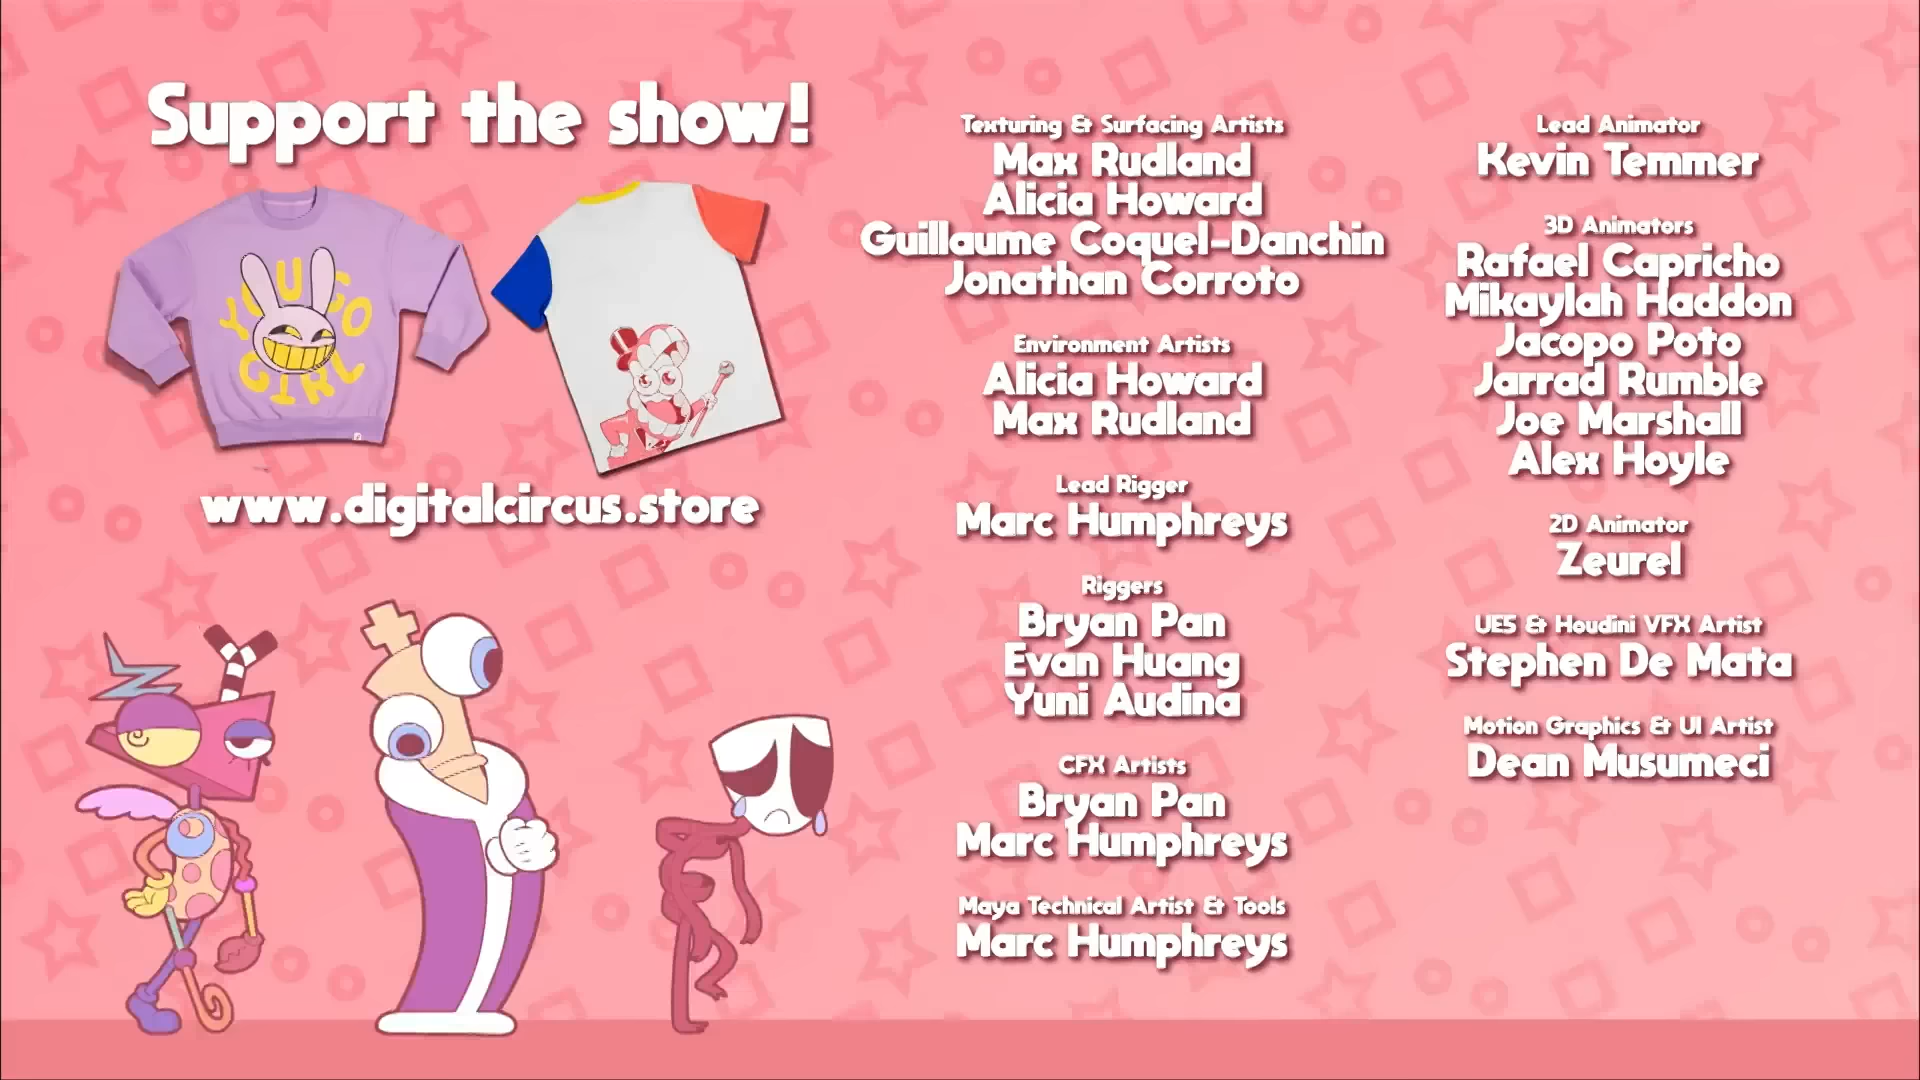 Support the show!
YOU GO
GIRL
www.digitalcircus.store
Texturing & Surfacing Artists
Max Rudland
Alicia Howard
Guillaume Coquel-Danchin
Jonathan Corroto
Environment Artists
Alicia Howard
Max Rudland
Lead Rigger
Marc Humphreys
Riggers
Bryan Pan
Evan Huang
Yuni Audina
CFX Artists
Bryan Pan
Marc Humphreys
Maya Technical Artist & Tools
Marc Humphreys
Lead Animator
Kevin Temmer
3D Animators
Rafael Capricho
Mikaylah Haddon
Jacopo Poto
Jarrad Rumble
Joe Marshall
Alex Hoyle
2D Animator
Zeurel
UE5 & Houdini VFX Artist
Stephen De Mata
Motion Graphics & UI Artist
Dean Musumeci